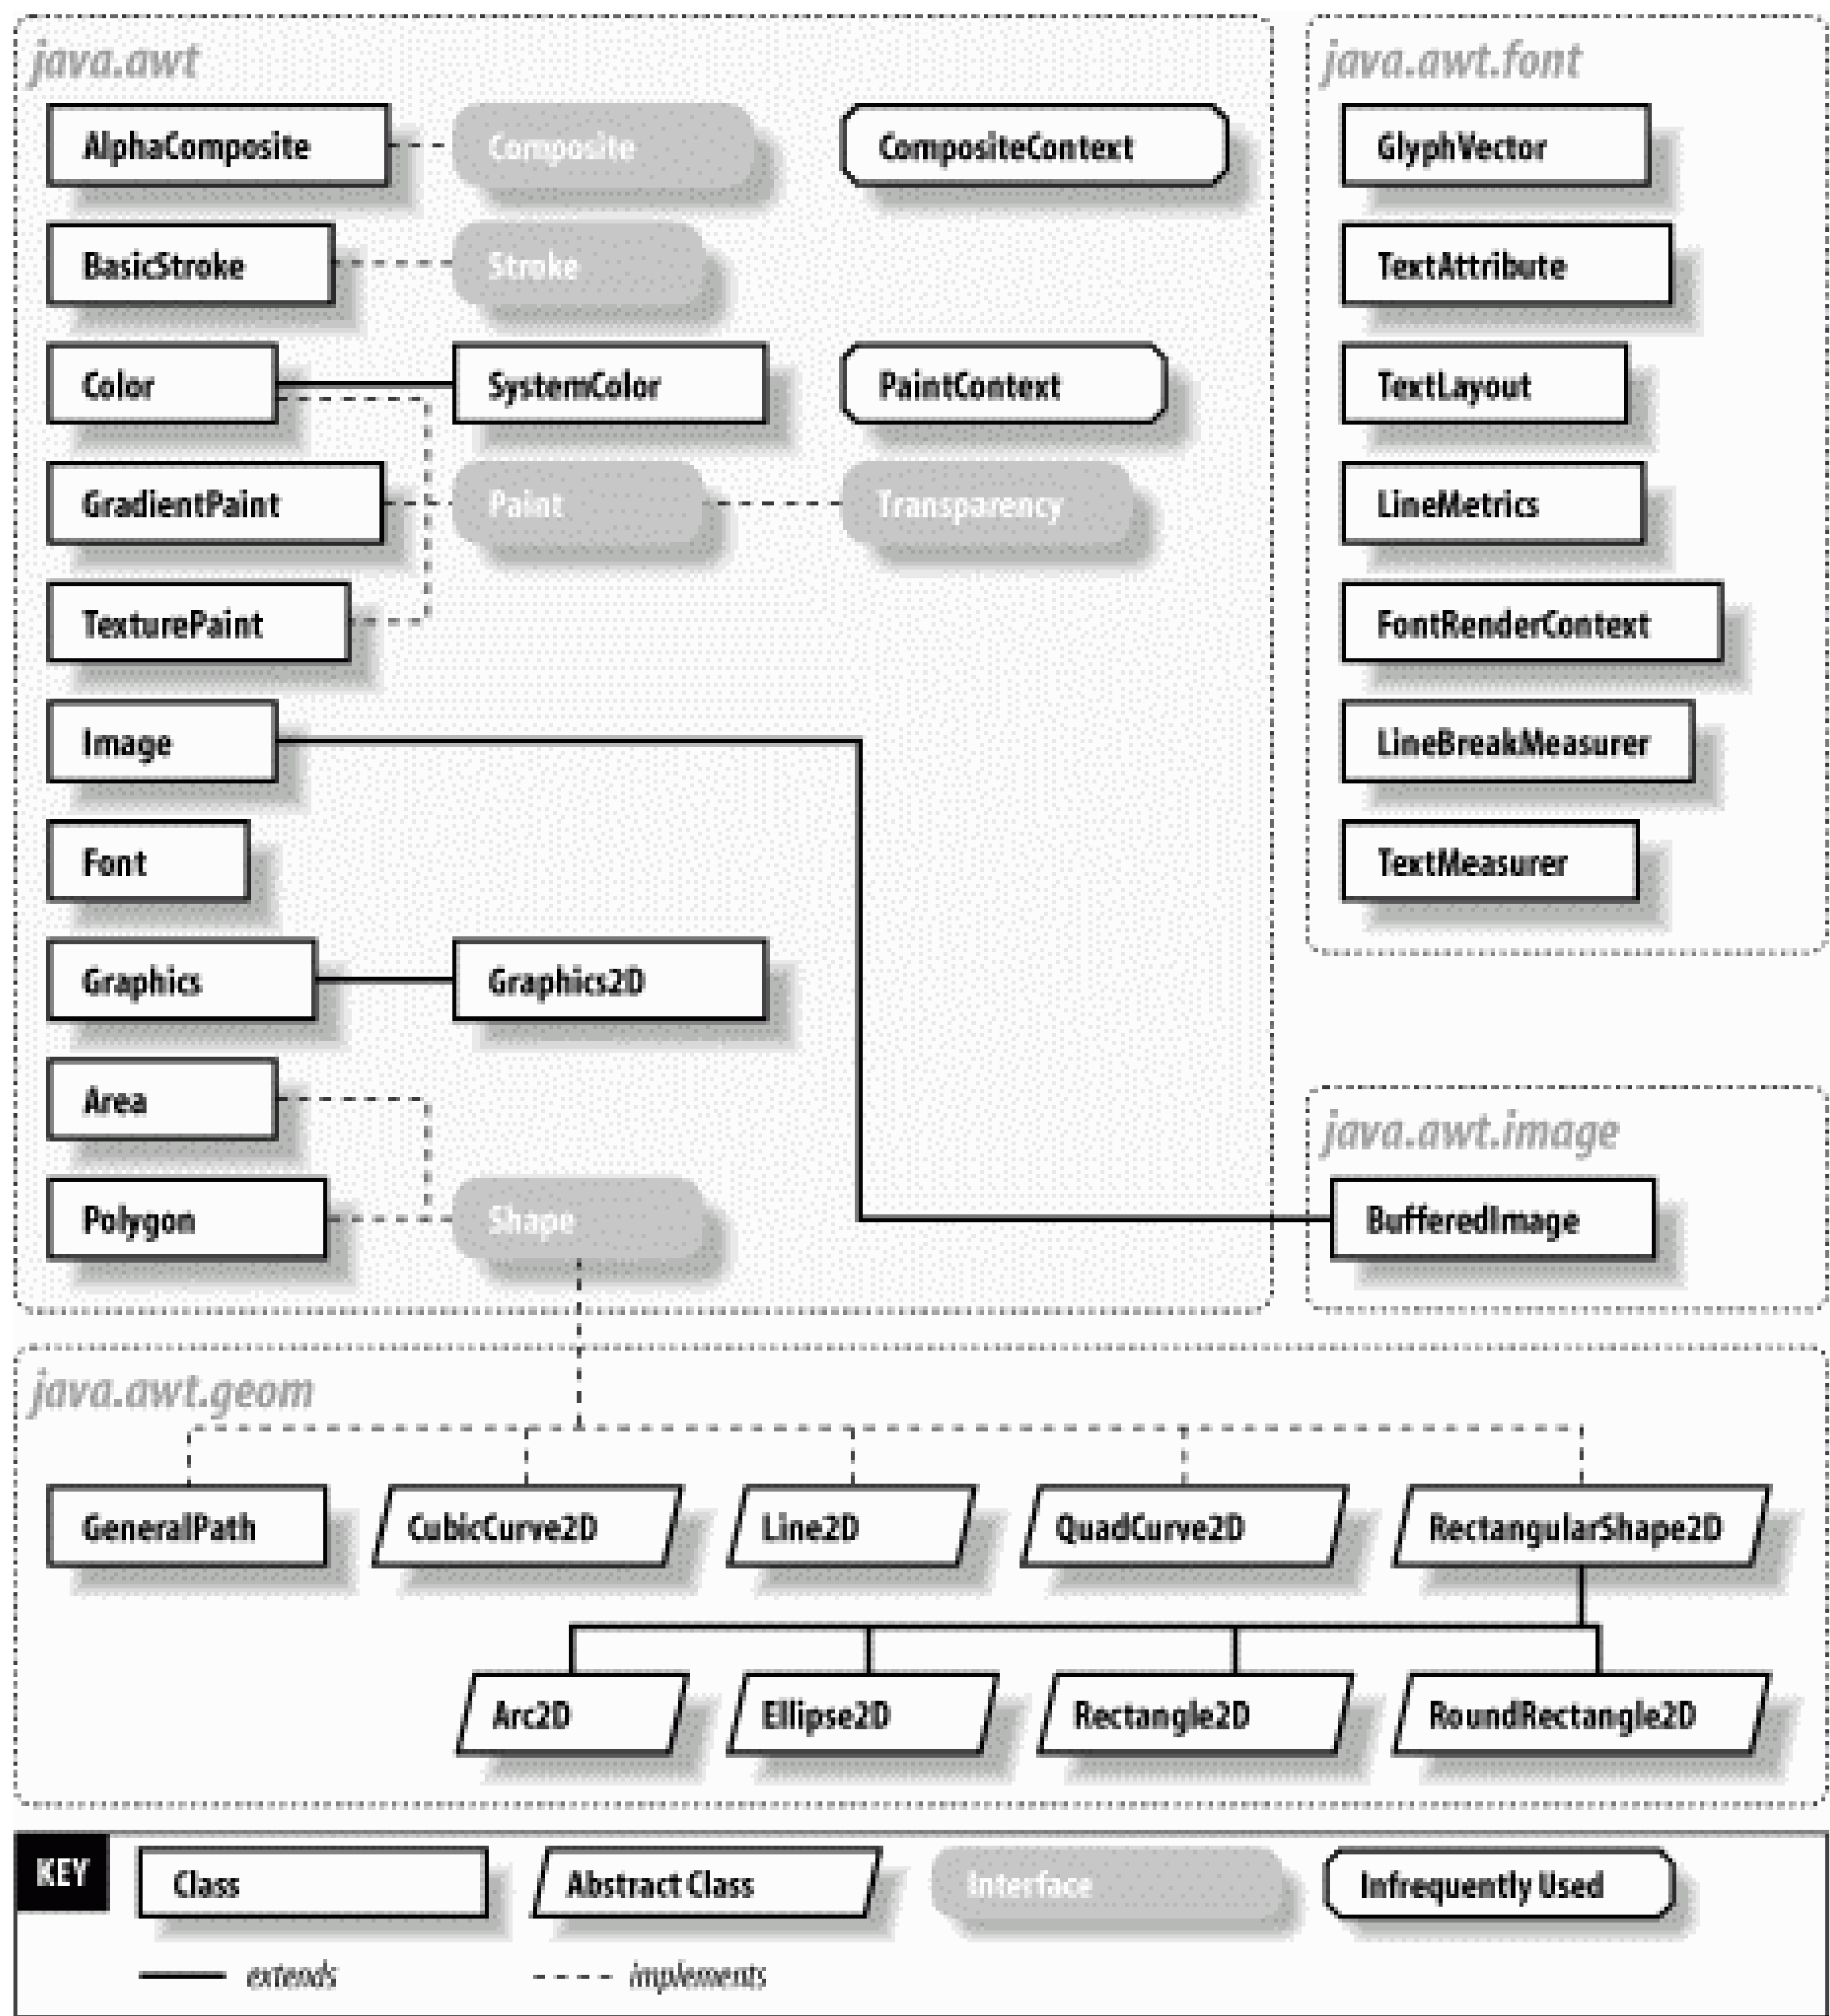 java.awt
AlphaComposite
Composite
CompositeContext
BasicStroke
Stroke
Color
SystemColor
PaintContext
GradientPaint
Paint
Transparency
TexturePaint
Image
Font
Graphics
Graphics2D
Area
Polygon
Shape
java.awt.font
GlyphVector
TextAttribute
TextLayout
LineMetrics
FontRenderContext
LineBreakMeasurer
TextMeasurer
java.awt.image
BufferedImage
java.awt.geom
GeneralPath
CubicCurve2D
Line2D
QuadCurve2D
RectangularShape2D
Arc2D
Ellipse2D
Rectangle2D
RoundRectangle2D
KEY
Class
Abstract Class
Interface
Infrequently Used
extends
implements